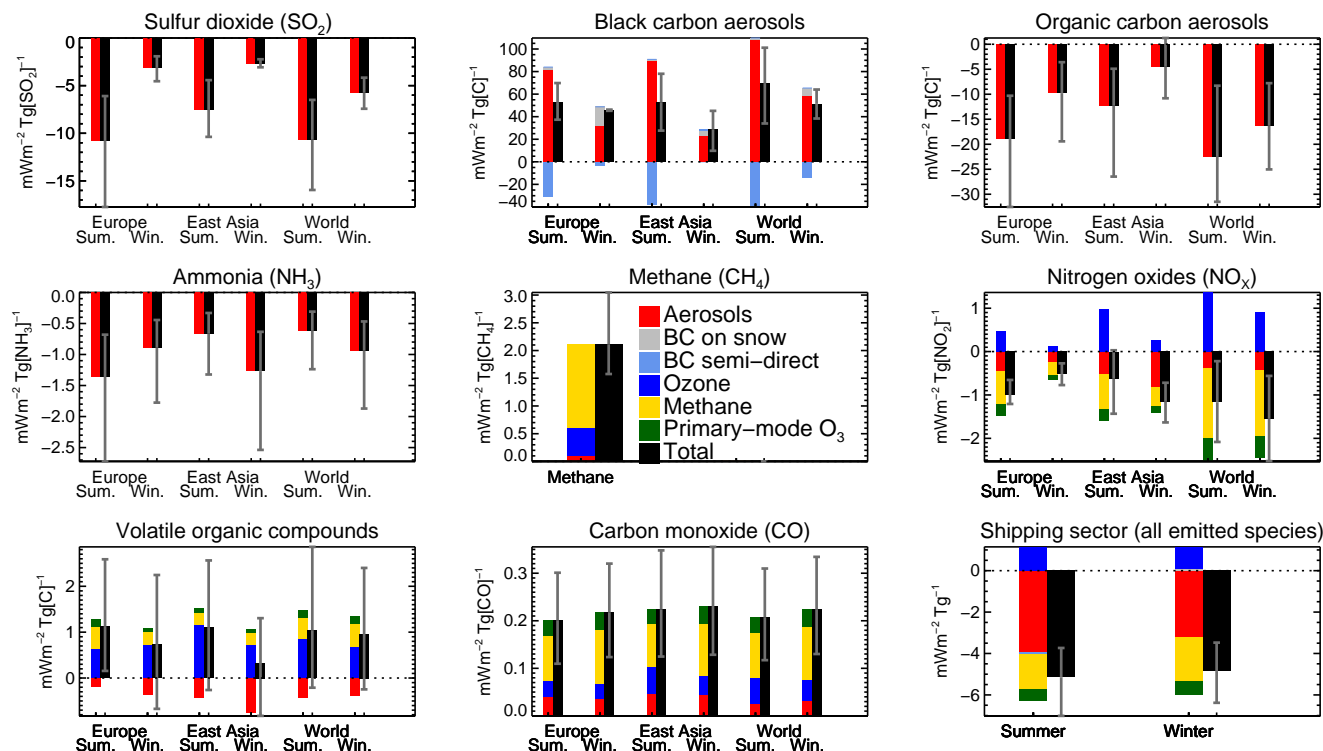 Sulfur dioxide (SO₂)
mWm⁻² Tg[SO₂]⁻¹
0
−5
−10
−15
Europe East Asia World
Sum. Win. Sum. Win. Sum. Win.
Black carbon aerosols
mWm⁻² Tg[C]⁻¹
100
80
60
40
20
0
−20
−40
Europe East Asia World
Sum. Win. Sum. Win. Sum. Win.
Organic carbon aerosols
mWm⁻² Tg[C]⁻¹
0
−5
−10
−15
−20
−25
−30
Europe East Asia World
Sum. Win. Sum. Win. Sum. Win.
Ammonia (NH₃)
mWm⁻² Tg[NH₃]⁻¹
0.0
−0.5
−1.0
−1.5
−2.0
−2.5
Europe East Asia World
Sum. Win. Sum. Win. Sum. Win.
Methane (CH₄)
mWm⁻² Tg[CH₄]⁻¹
3.0
2.5
2.0
1.5
1.0
0.5
0.0
Methane
Aerosols
BC on snow
BC semi−direct
Ozone
Methane
Primary−mode O₃
Total
Nitrogen oxides (NOₓ)
mWm⁻² Tg[NO₂]⁻¹
1
0
−1
−2
Europe East Asia World
Sum. Win. Sum. Win. Sum. Win.
Volatile organic compounds
mWm⁻² Tg[C]⁻¹
2
1
0
Europe East Asia World
Sum. Win. Sum. Win. Sum. Win.
Carbon monoxide (CO)
mWm⁻² Tg[CO]⁻¹
0.3
0.2
0.1
0.0
Europe East Asia World
Sum. Win. Sum. Win. Sum. Win.
Shipping sector (all emitted species)
mWm⁻² Tg⁻¹
0
−2
−4
−6
Summer Winter